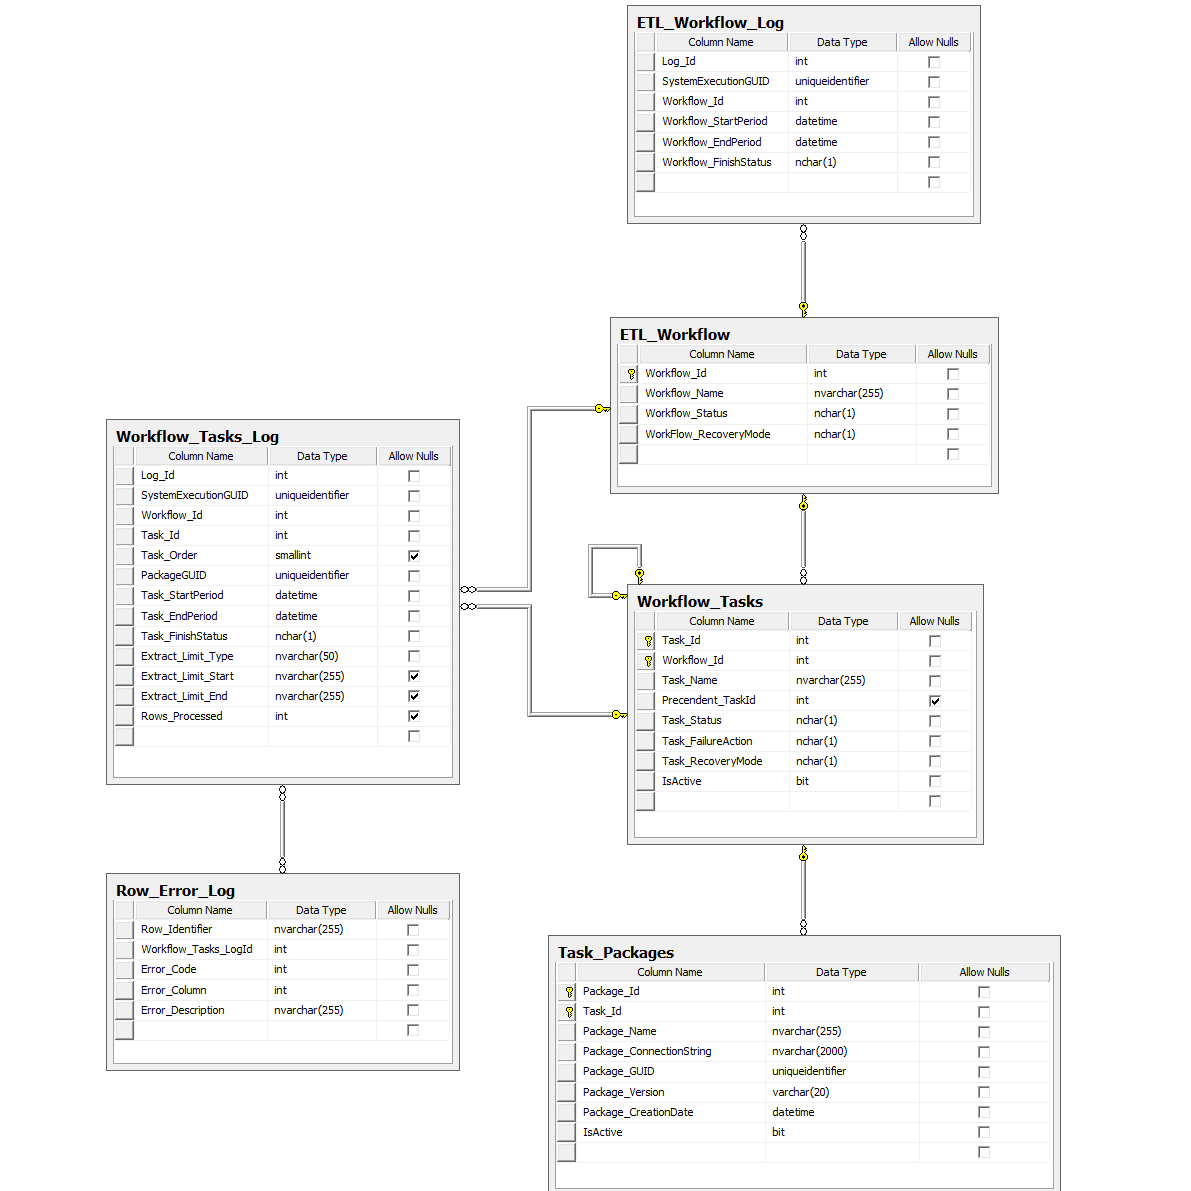 ETL_Workflow_Log
Column Name Data Type Allow Nulls
Log_Id int
SystemExecutionGUID uniqueidentifier
Workflow_Id int
Workflow_StartPeriod datetime
Workflow_EndPeriod datetime
Workflow_FinishStatus nchar(1)
ETL_Workflow
Column Name Data Type Allow Nulls
Workflow_Id int
Workflow_Name nvarchar(255)
Workflow_Status nchar(1)
WorkFlow_RecoveryMode nchar(1)
Workflow_Tasks_Log
Column Name Data Type Allow Nulls
Log_Id int
SystemExecutionGUID uniqueidentifier
Workflow_Id int
Task_Id int
Task_Order smallint
PackageGUID uniqueidentifier
Task_StartPeriod datetime
Task_EndPeriod datetime
Task_FinishStatus nchar(1)
Extract_Limit_Type nvarchar(50)
Extract_Limit_Start nvarchar(255)
Extract_Limit_End nvarchar(255)
Rows_Processed int
Workflow_Tasks
Column Name Data Type Allow Nulls
Task_Id int
Workflow_Id int
Task_Name nvarchar(255)
Precendent_TaskId int
Task_Status nchar(1)
Task_FailureAction nchar(1)
Task_RecoveryMode nchar(1)
IsActive bit
Row_Error_Log
Column Name Data Type Allow Nulls
Row_Identifier nvarchar(255)
Workflow_Tasks_LogId int
Error_Code int
Error_Column int
Error_Description nvarchar(255)
Task_Packages
Column Name Data Type Allow Nulls
Package_Id int
Task_Id int
Package_Name nvarchar(255)
Package_ConnectionString nvarchar(2000)
Package_GUID uniqueidentifier
Package_Version varchar(20)
Package_CreationDate datetime
IsActive bit